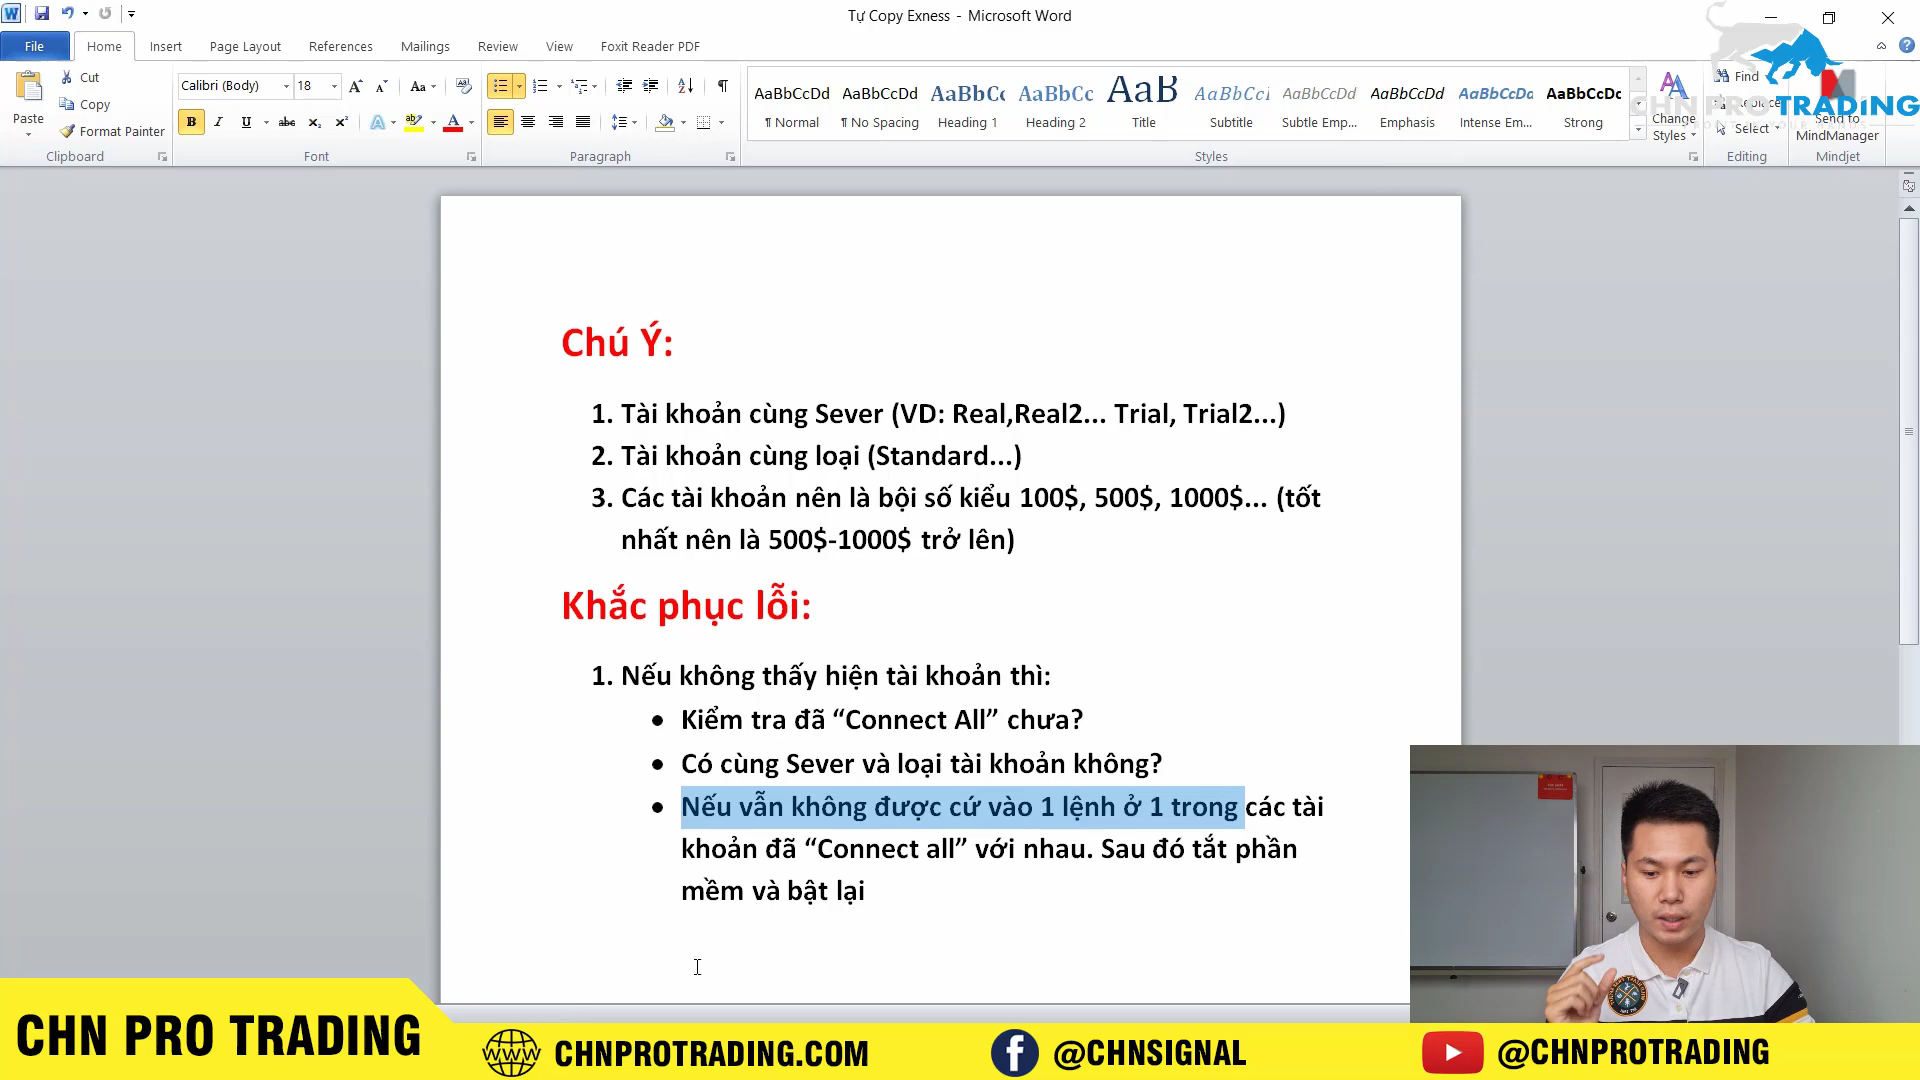 Tự Copy Exness - Microsoft Word
File Home Insert Page Layout References Mailings Review View Foxit Reader PDF
Paste
Cut
Copy
Format Painter
Clipboard
Calibri (Body) 18
Font
Paragraph
AaBbCcDd AaBbCcDd AaBbCc AaBbCc AaB AaBbCcI AaBbCcDd AaBbCcDd AaBbCcDd AaBbCcDc
¶ Normal ¶ No Spacing Heading 1 Heading 2 Title Subtitle Subtle Emp... Emphasis Intense Em... Strong
Styles
Change
Styles
Find
Replace
Select
Editing
Send to
MindManager
Mindjet
CHN PRO TRADING
Chú Ý:
1. Tài khoản cùng Sever (VD: Real,Real2... Trial, Trial2...)
2. Tài khoản cùng loại (Standard...)
3. Các tài khoản nên là bội số kiểu 100$, 500$, 1000$... (tốt
nhất nên là 500$-1000$ trở lên)
Khắc phục lỗi:
1. Nếu không thấy hiện tài khoản thì:
• Kiểm tra đã “Connect All” chưa?
• Có cùng Sever và loại tài khoản không?
• Nếu vẫn không được cứ vào 1 lệnh ở 1 trong các tài
khoản đã “Connect all” với nhau. Sau đó tắt phần
mềm và bật lại
CHN PRO TRADING
WWW CHNPROTRADING.COM
f @CHNSIGNAL
@CHNPROTRADING